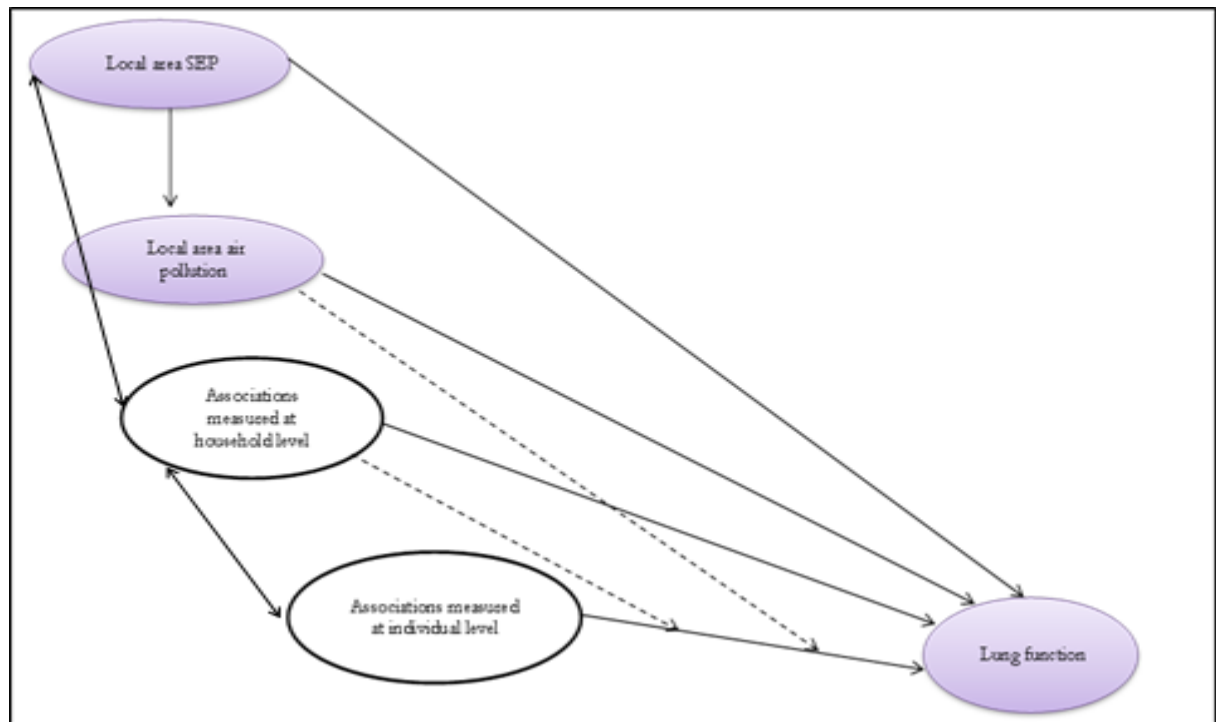 Local area SEP
Local area air
pollution
Associations
measured at
household level
Associations measured
at individual level
Lung function